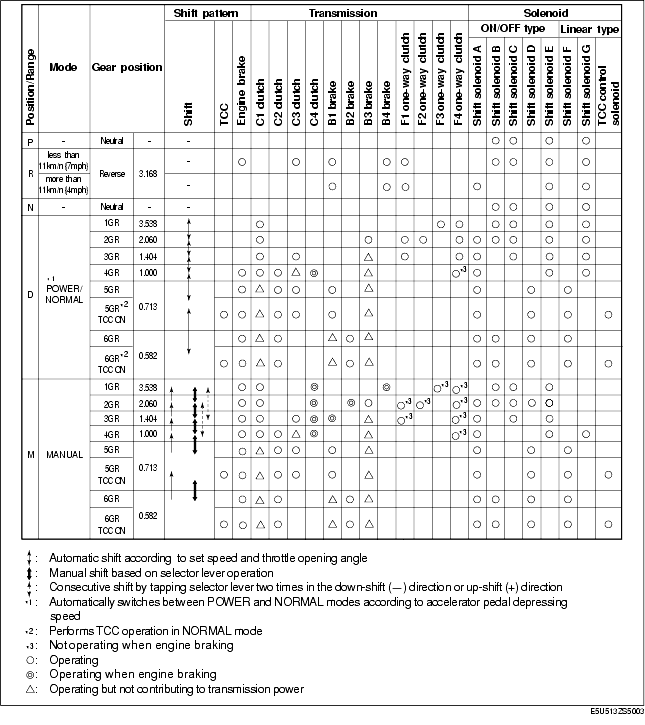 Shift pattern Transmission Solenoid
ON/OFF type Linear type
Position/Range Mode Gear position Shift TCC Engine brake C1 clutch C2 clutch C3 clutch C4 clutch B1 brake B2 brake B3 brake B4 brake F1 one-way clutch F2 one-way clutch F3 one-way clutch F4 one-way clutch Shift solenoid A Shift solenoid B Shift solenoid C Shift solenoid D Shift solenoid E Shift solenoid F Shift solenoid G TCC control solenoid
P - Neutral - - ○ ○ ○ ○
R less than 11km/h (7mph) Reverse 3.168 - ○ ○ ○ ○ ○ ○ ○ ○ ○
more than 11km/h (4mph) - ○ ○ ○ ○ ○ ○
N - Neutral - - ○ ○ ○ ○
D *1 POWER/NORMAL
1GR 3.538 ○ ○ ○ ○ ○ ○ ○
2GR 2.060 ○ ○ ○ ○ ○ ○ ○ ○ ○ ○
3GR 1.404 ○ ○ △ ○ ○ ○ ○ ○ ○
4GR 1.000 ○ ○ ○ △ ◎ △ ○*3 ○ ○ ○
5GR 0.713 ○ △ ○ ○ ○ △ ○ ○ ○
5GR*2 TCC ON ○ ○ △ ○ ○ ○ △ ○ ○ ○ ○
6GR 0.582 ○ △ ○ △ ○ △ ○ ○ ○ ○
6GR*2 TCC ON ○ ○ △ ○ △ ○ △ ○ ○ ○ ○ ○
M MANUAL
1GR 3.538 ○ ○ ◎ ◎ ○*3 ○*3 ○ ○ ○
2GR 2.060 ○ ○ ◎ ◎ ○ ○*3 ○*3 ○*3 ○ ○ ○ ○ ○
3GR 1.404 ○ ○ ○ ◎ ◎ △ ○*3 ○*3 ○ ○ ○
4GR 1.000 ○ ○ ○ △ ◎ △ ○*3 ○ ○ ○
5GR 0.713 ○ △ ○ ○ ○ △ ○ ○ ○
5GR TCC ON ○ ○ △ ○ ○ ○ △ ○ ○ ○ ○
6GR 0.582 ○ △ ○ △ ○ △ ○ ○ ○ ○
6GR TCC ON ○ ○ △ ○ △ ○ △ ○ ○ ○ ○ ○
: Automatic shift according to set speed and throttle opening angle
: Manual shift based on selector lever operation
: Consecutive shift by tapping selector lever two times in the down-shift (—) direction or up-shift (+) direction
*1 : Automatically switches between POWER and NORMAL modes according to accelerator pedal depressing
speed
*2 : Performs TCC operation in NORMAL mode
*3 : Not operating when engine braking
○ : Operating
◎ : Operating when engine braking
△ : Operating but not contributing to transmission power
E5U513ZS5003